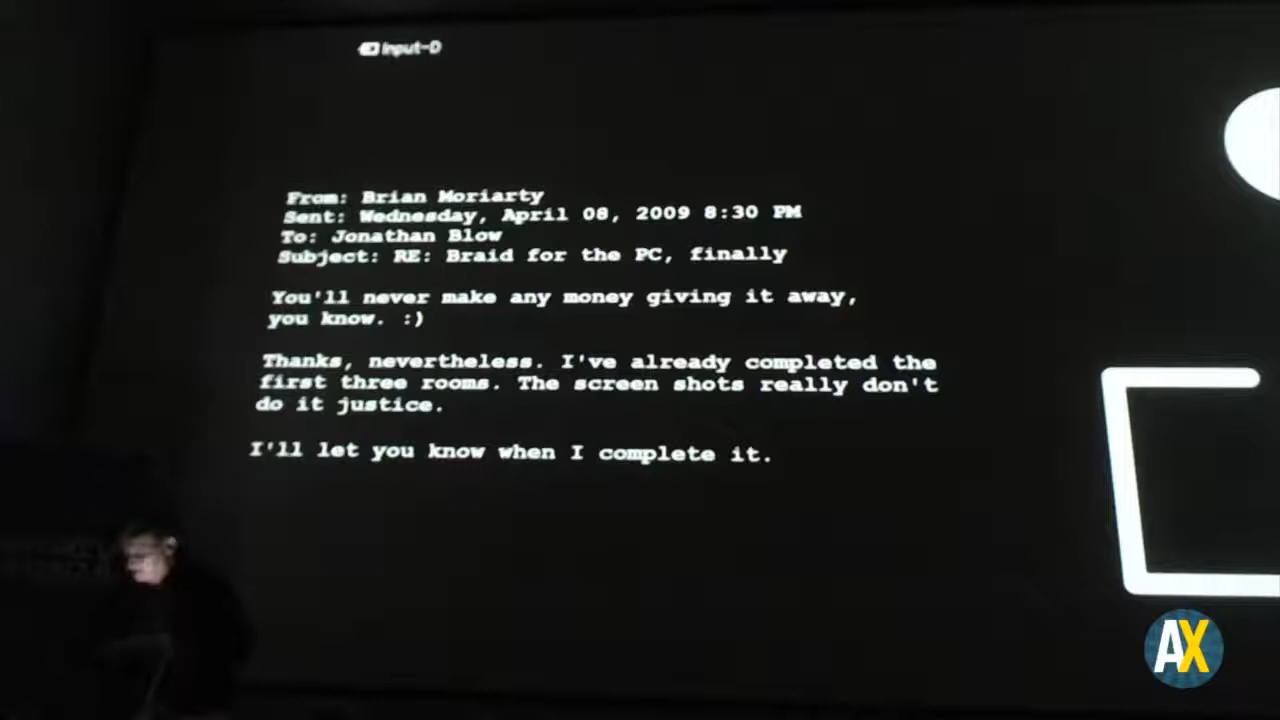 Input-D
From: Brian Moriarty
Sent: Wednesday, April 08, 2009 8:30 PM
To: Jonathan Blow
Subject: RE: Braid for the PC, finally
You'll never make any money giving it away,
you know. :)
Thanks, nevertheless. I've already completed the
first three rooms. The screen shots really don't
do it justice.
I'll let you know when I complete it.
AX